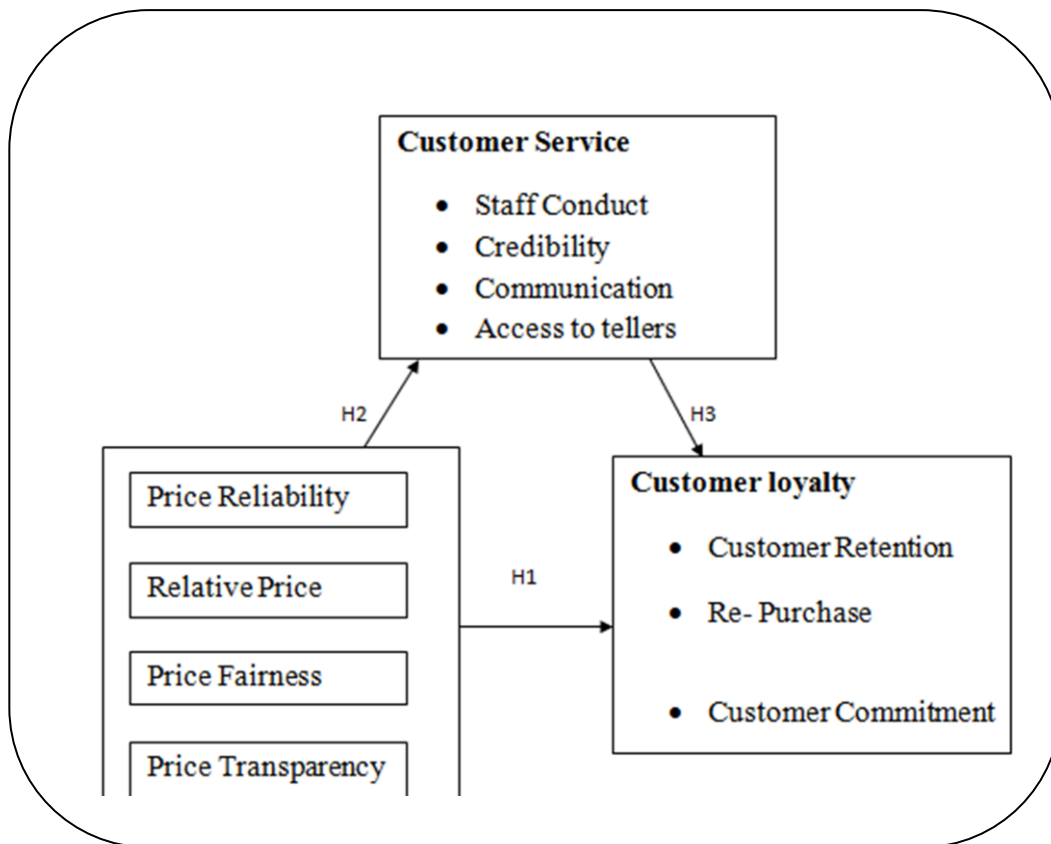 Customer Service
• Staff Conduct
• Credibility
• Communication
• Access to tellers
H2
H3
Price Reliability
Relative Price
Price Fairness
Price Transparency
H1
Customer loyalty
• Customer Retention
• Re- Purchase
• Customer Commitment